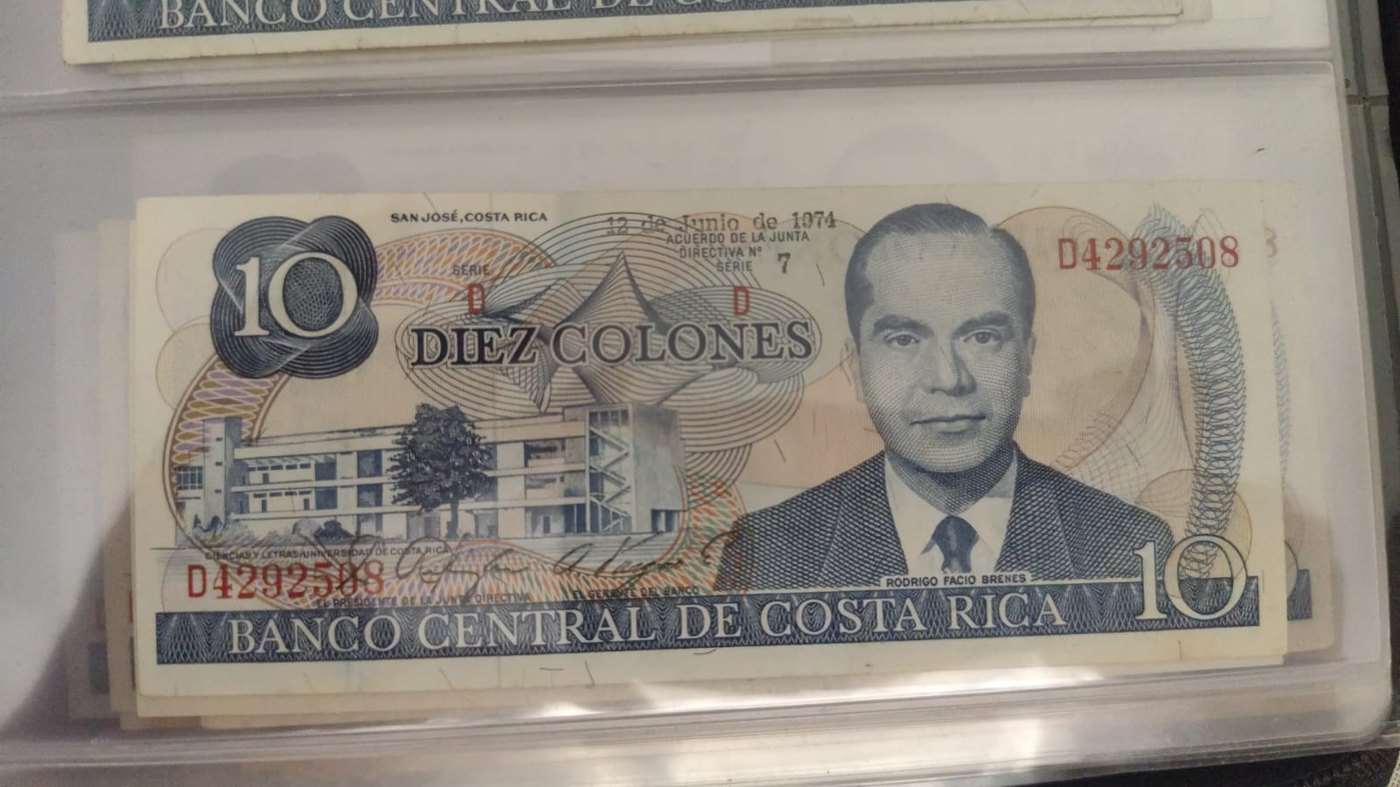 BANCO CENTRAL DE CO
10
SAN JOSÉ, COSTA RICA
12 de Junio de 1974
ACUERDO DE LA JUNTA
DIRECTIVA Nº
SERIE 7
D4292508
SERIE
D D
DIEZ COLONES
CIENCIAS Y LETRAS/UNIVERSIDAD DE COSTA RICA
D4292508
EL PRESIDENTE DE LA JUNTA DIRECTIVA
EL GERENTE DEL BANCO
RODRIGO FACIO BRENES
BANCO CENTRAL DE COSTA RICA
10